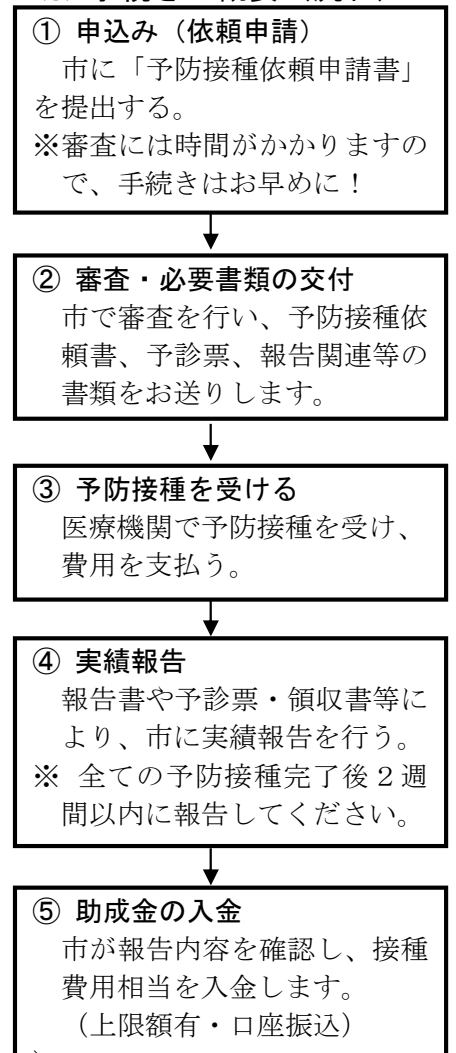 ① 申込み（依頼申請）
市に「予防接種依頼申請書」
を提出する。
※審査には時間がかかりますの
で、手続きはお早めに！
② 審査・必要書類の交付
市で審査を行い、予防接種依
頼書、予診票、報告関連等の
書類をお送りします。
③ 予防接種を受ける
医療機関で予防接種を受け、
費用を支払う。
④ 実績報告
報告書や予診票・領収書等に
より、市に実績報告を行う。
※ 全ての予防接種完了後２週
間以内に報告してください。
⑤ 助成金の入金
市が報告内容を確認し、接種
費用相当を入金します。
（上限額有・口座振込）